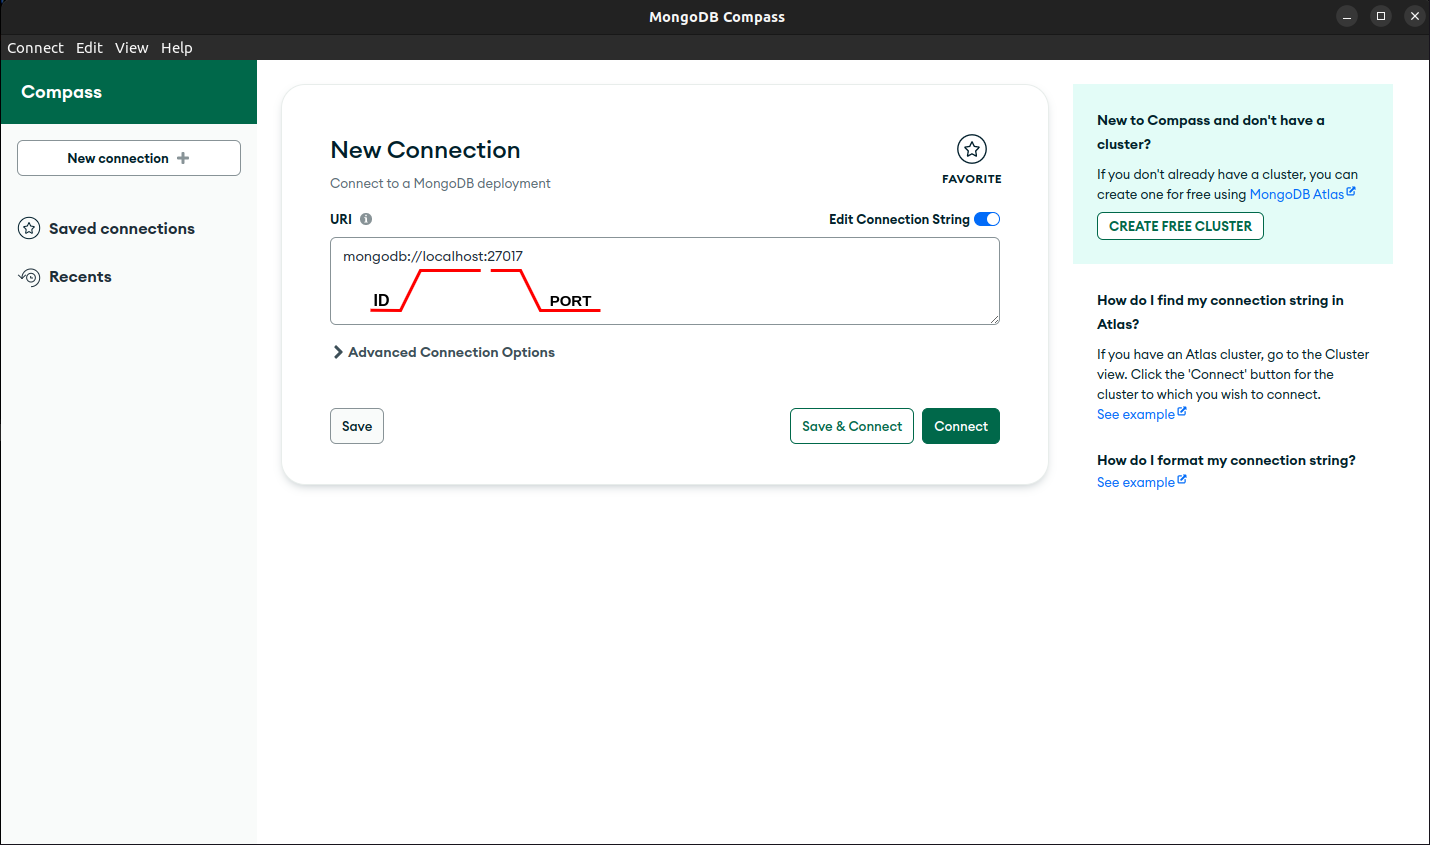 MongoDB Compass
Connect Edit View Help
Compass
New connection
Saved connections
Recents
New Connection
Connect to a MongoDB deployment
FAVORITE
URI
Edit Connection String
mongodb://localhost:27017
ID
PORT
Advanced Connection Options
Save
Save & Connect
Connect
New to Compass and don't have a
cluster?
If you don't already have a cluster, you can
create one for free using MongoDB Atlas
CREATE FREE CLUSTER
How do I find my connection string in
Atlas?
If you have an Atlas cluster, go to the Cluster
view. Click the 'Connect' button for the
cluster to which you wish to connect.
See example
How do I format my connection string?
See example